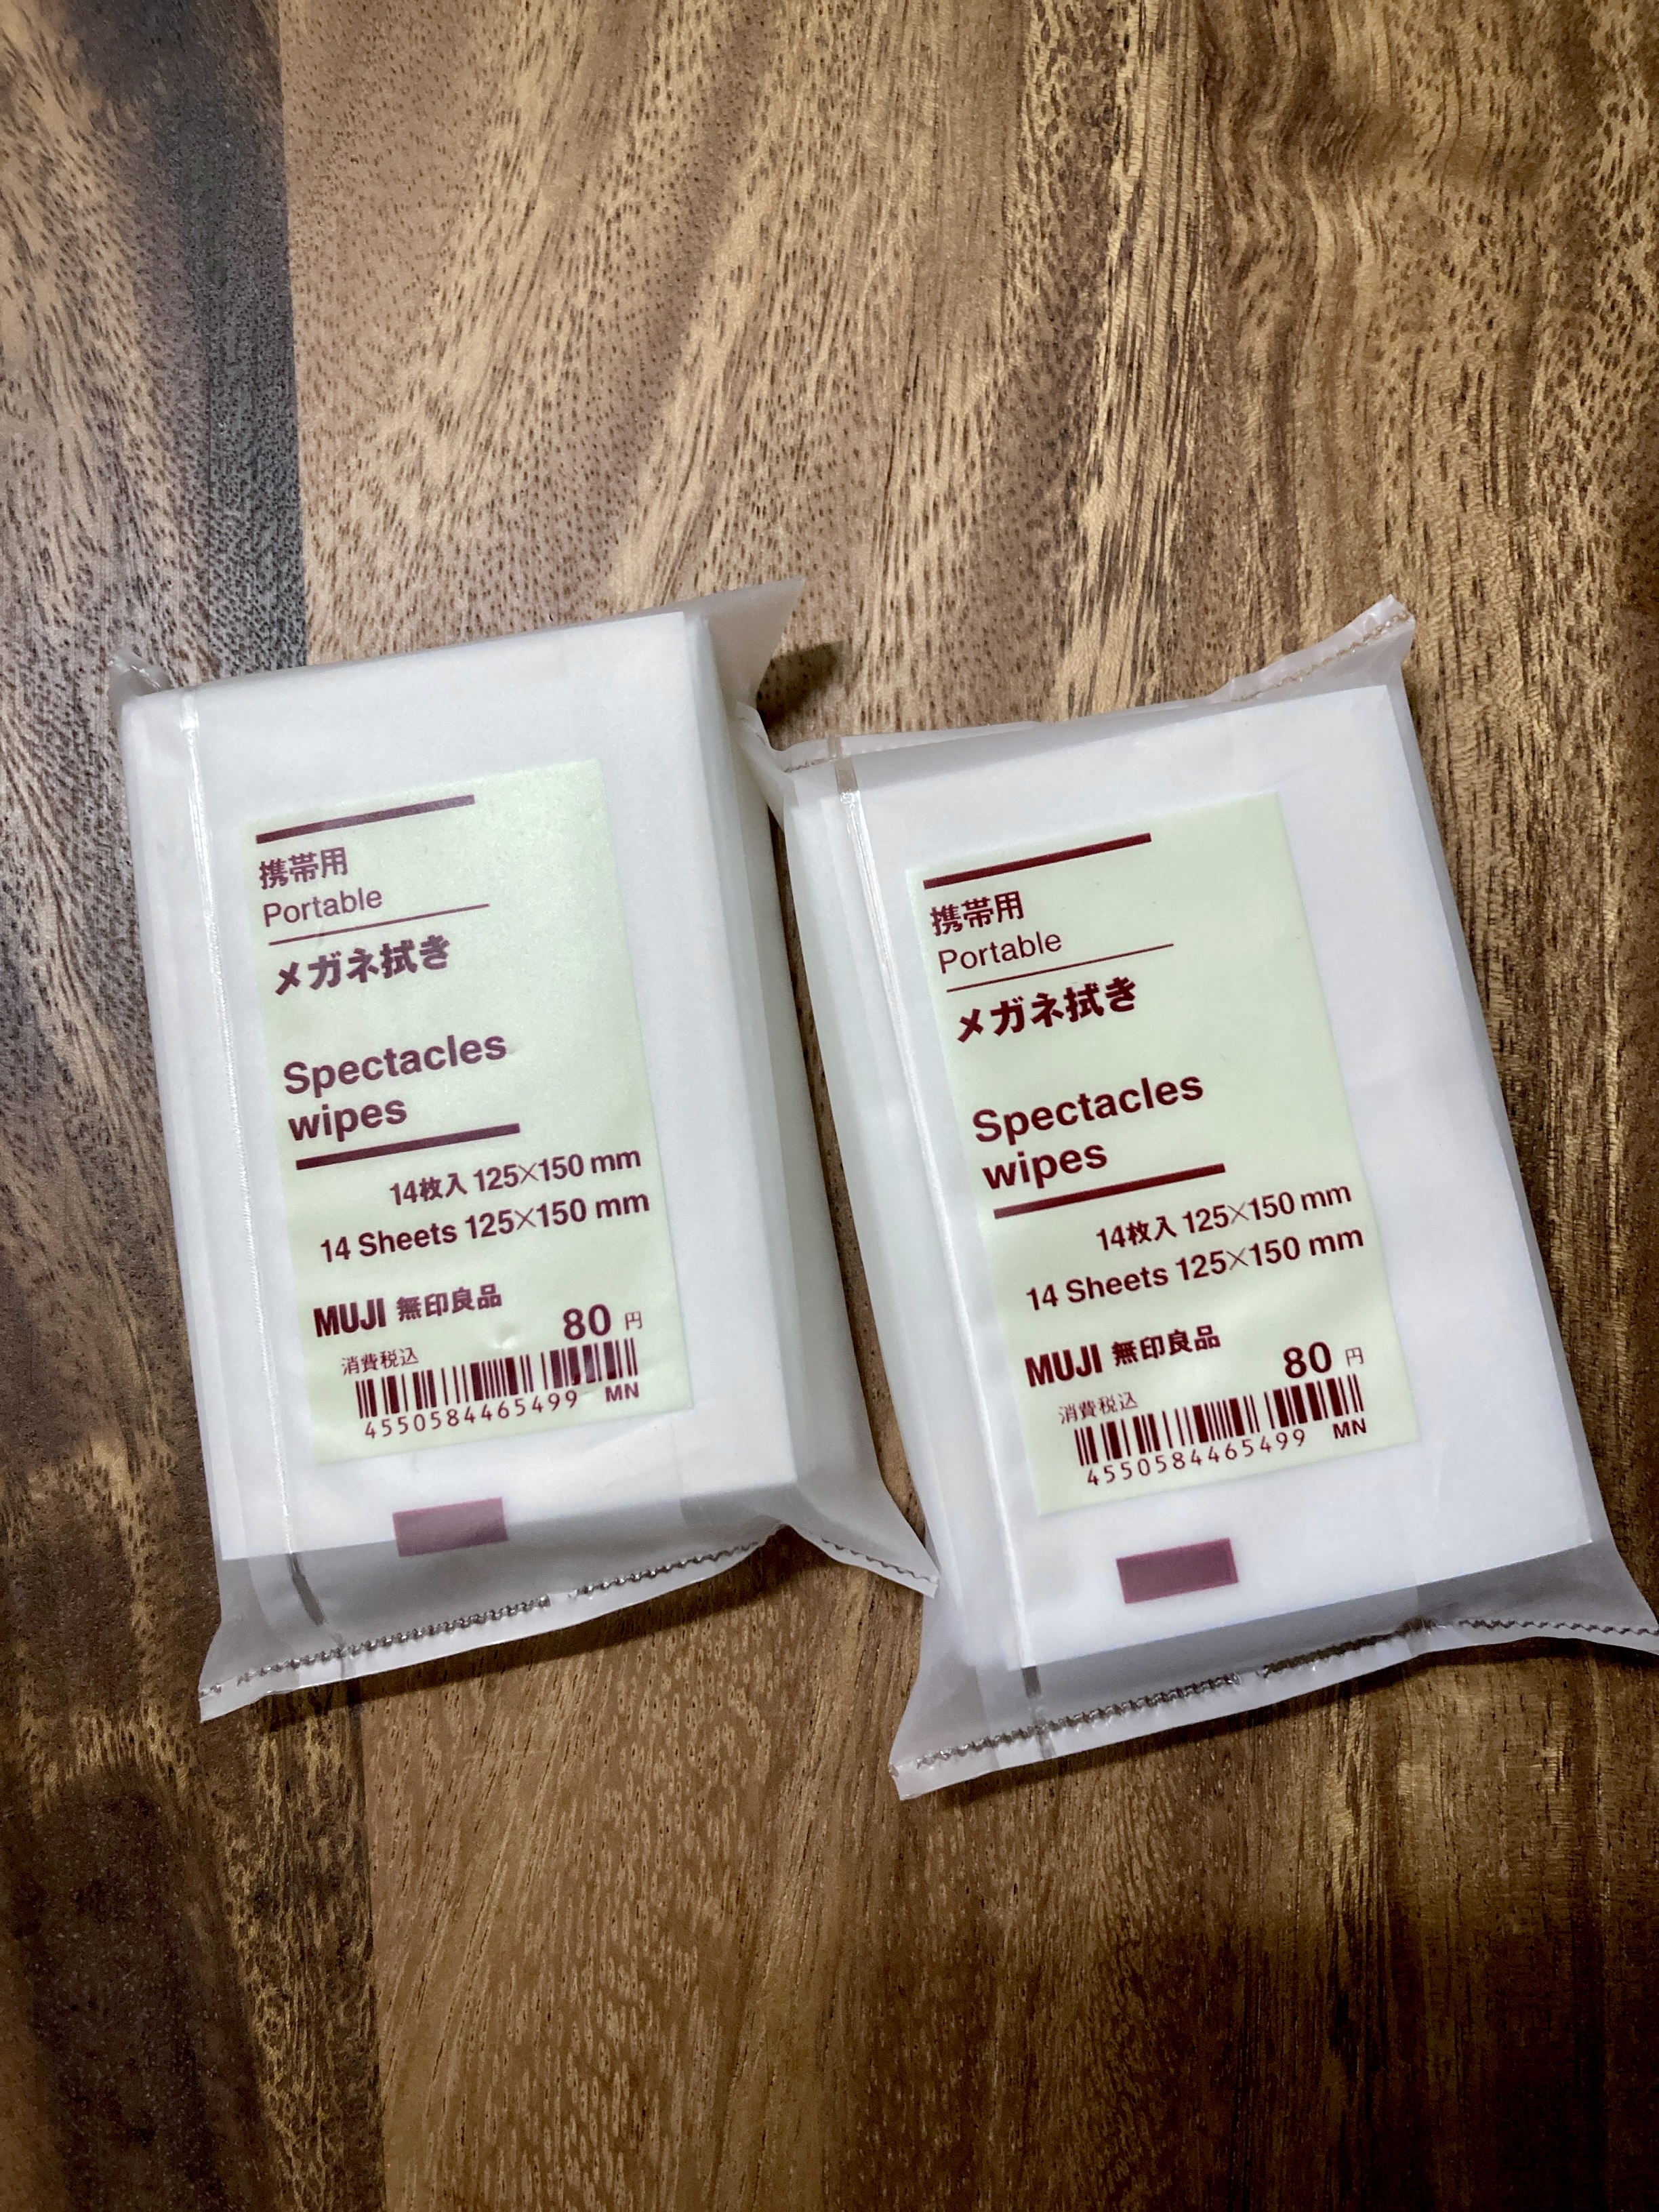 携帯用
Portable
メガネ拭き
Spectacles
wipes
14枚入 125×150 mm
14 Sheets 125×150 mm
MUJI 無印良品
80 円
消費税込
4550584465499 MN
携帯用
Portable
メガネ拭き
Spectacles
wipes
14枚入 125×150 mm
14 Sheets 125×150 mm
MUJI 無印良品
80 円
消費税込
4550584465499 MN